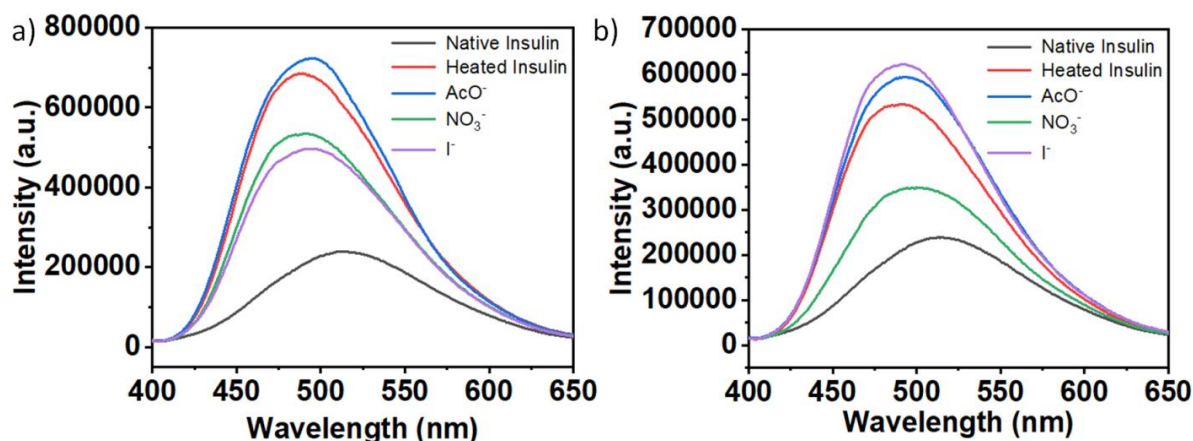 a)
Intensity (a.u.)
800000
600000
400000
200000
0
400 450 500 550 600 650
Wavelength (nm)
Native Insulin
Heated Insulin
AcO⁻
NO₃⁻
I⁻
b)
Intensity (a.u.)
700000
600000
500000
400000
300000
200000
100000
0
400 450 500 550 600 650
Wavelength (nm)
Native Insulin
Heated Insulin
AcO⁻
NO₃⁻
I⁻